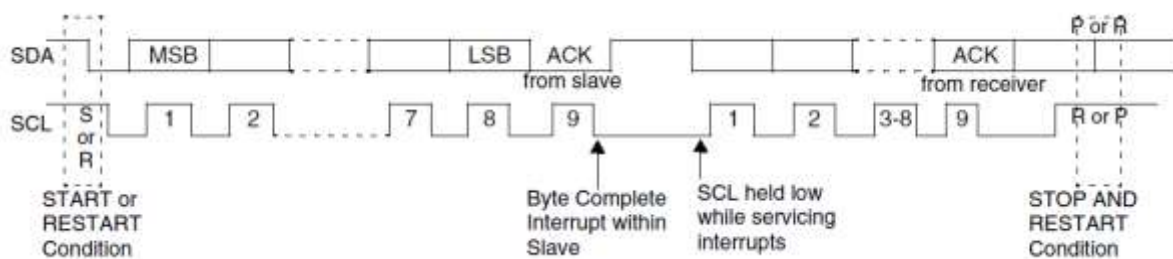 P or R
SDA MSB LSB ACK ACK
from slave from receiver
SCL S or R 1 2 7 8 9 1 2 3-8 9 R or P
START or
RESTART
Condition
Byte Complete
Interrupt within
Slave
SCL held low
while servicing
interrupts
STOP AND
RESTART
Condition